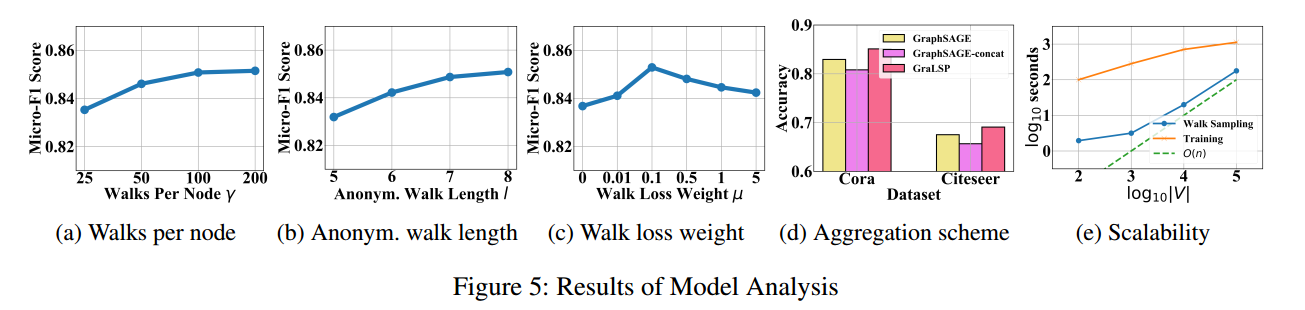 Micro-F1 Score
0.86
0.84
0.82
25 50 100 200
Walks Per Node γ
(a) Walks per node
Micro-F1 Score
0.86
0.84
0.82
5 6 7 8
Anonym. Walk Length l
(b) Anonym. walk length
Micro-F1 Score
0.86
0.84
0.82
0 0.01 0.1 0.5 1 5
Walk Loss Weight μ
(c) Walk loss weight
Accuracy
0.9
0.8
0.7
0.6
GraphSAGE
GraphSAGE-concat
GraLSP
Cora Citeseer
Dataset
(d) Aggregation scheme
log10 seconds
3
2
1
0
Walk Sampling
Training
O(n)
2 3 4 5
log10|V|
(e) Scalability
Figure 5: Results of Model Analysis